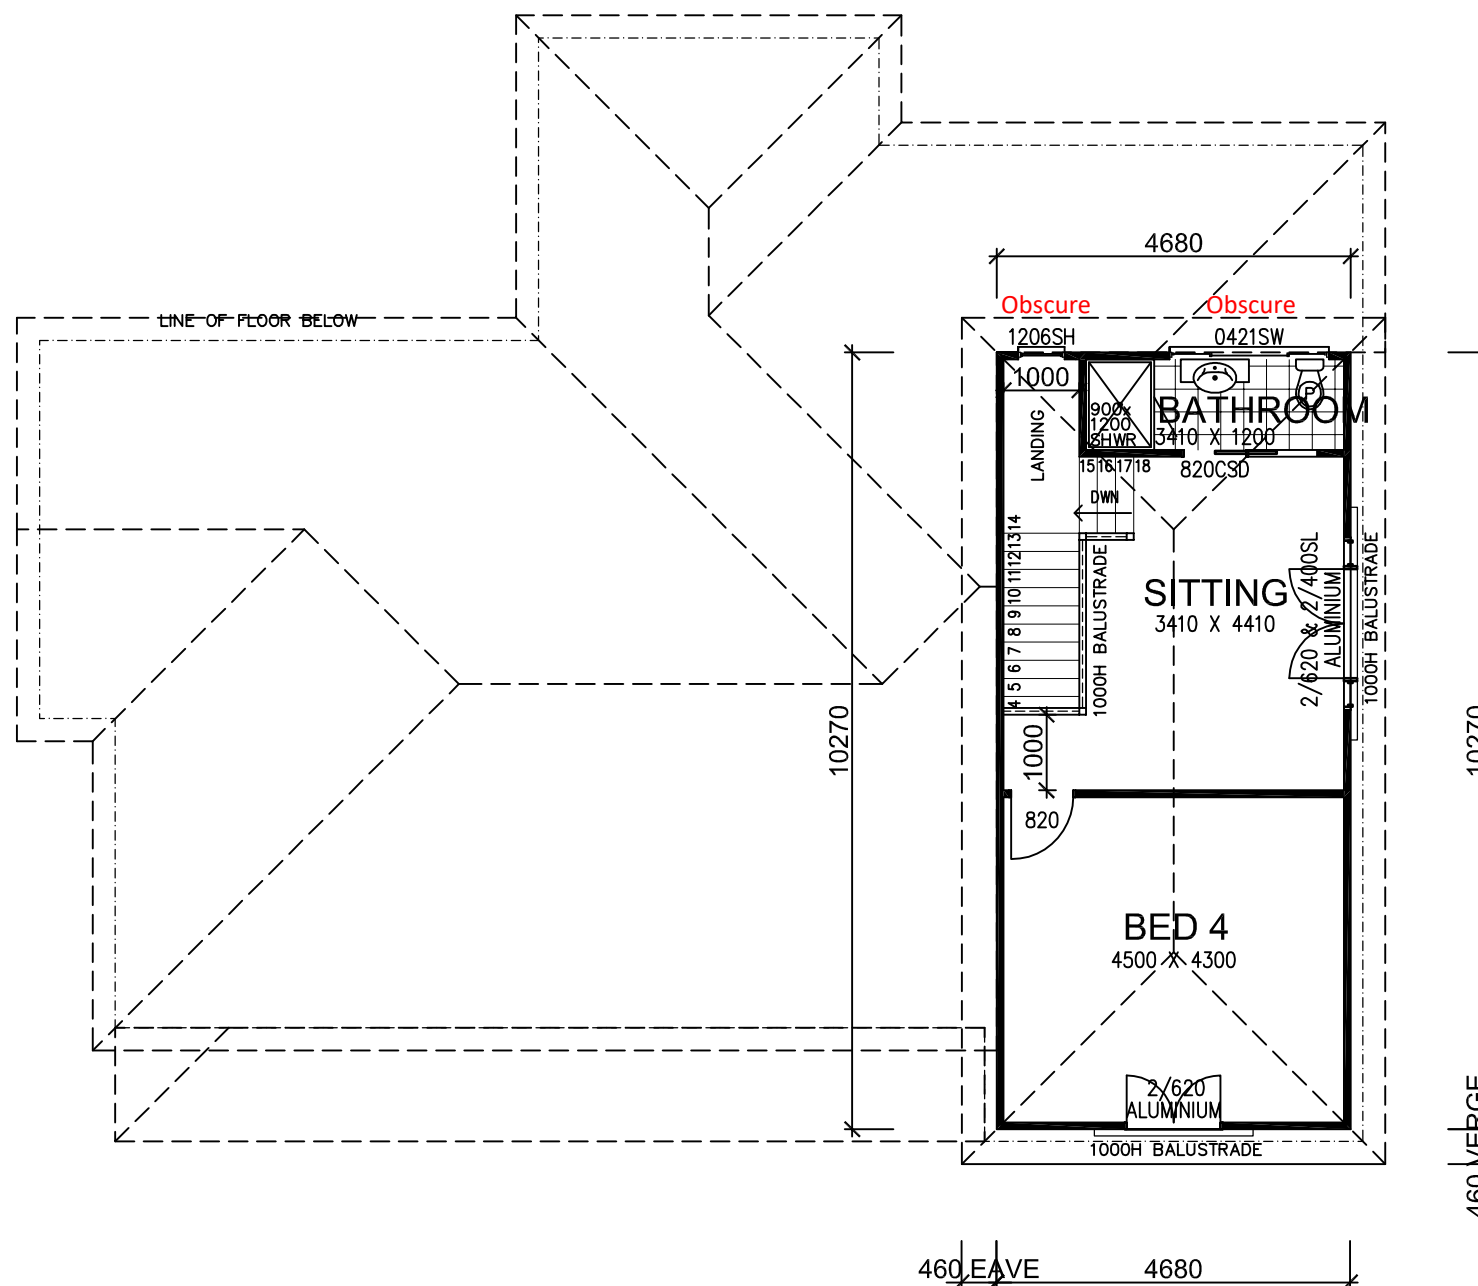 4680
Obscure
Obscure
LINE OF FLOOR BELOW
1206SH
0421SW
1000
P
900x
1200
SHWR
BATHROOM
3410 X 1200
LANDING
15 16 17 18
820CSD
DWN
14
13
12
11
10
9
8
7
6
5
4
1000H BALUSTRADE
SITTING
3410 X 4410
2/620 & 2/400SL
ALUMINIUM
1000H BALUSTRADE
10270
10270
1000
820
BED 4
4500 X 4300
2/620
ALUMINIUM
1000H BALUSTRADE
460 VERGE
460 EAVE
4680